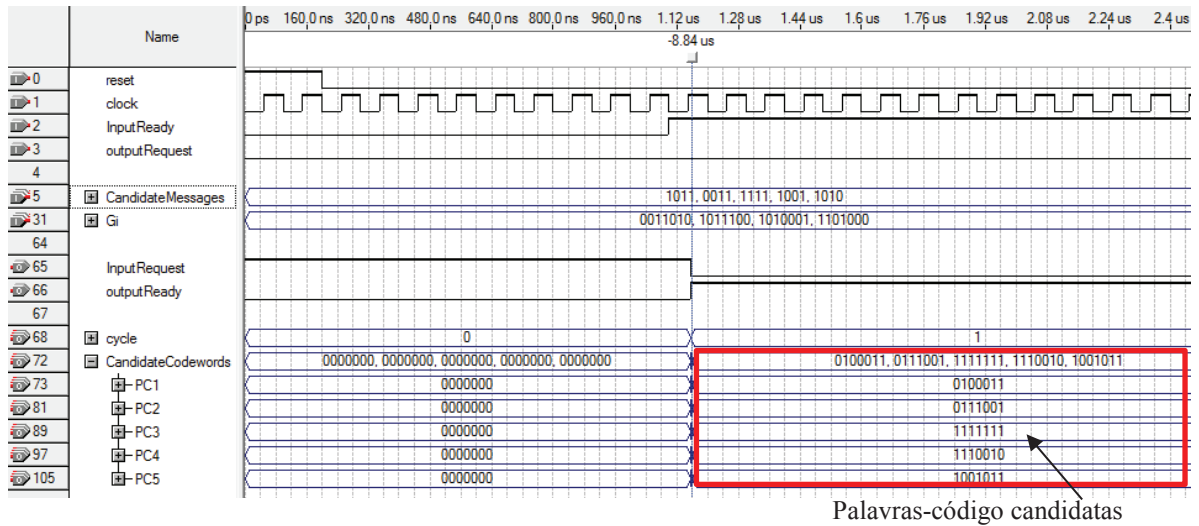 Name
0 ps 160,0 ns 320,0 ns 480,0 ns 640,0 ns 800,0 ns 960,0 ns 1.12 us 1.28 us 1.44 us 1.6 us 1.76 us 1.92 us 2.08 us 2.24 us 2.4 us
-8.84 us
0 reset
1 clock
2 InputReady
3 outputRequest
4
5 CandidateMessages 1011, 0011, 1111, 1001, 1010
31 Gi 0011010, 1011100, 1010001, 1101000
64
65 InputRequest
66 outputReady
67
68 cycle 0 1
72 CandidateCodewords 0000000, 0000000, 0000000, 0000000, 0000000 0100011, 0111001, 1111111, 1110010, 1001011
73 PC1 0000000 0100011
81 PC2 0000000 0111001
89 PC3 0000000 1111111
97 PC4 0000000 1110010
105 PC5 0000000 1001011
Palavras-código candidatas